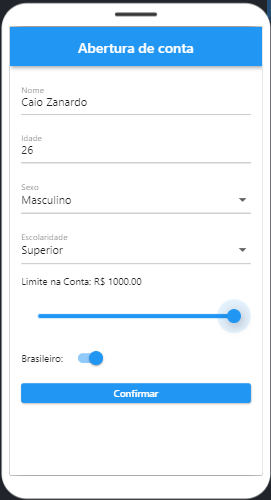 Abertura de conta
Nome
Caio Zanardo
Idade
26
Sexo
Masculino
Escolaridade
Superior
Limite na Conta: R$ 1000.00
Brasileiro:
Confirmar